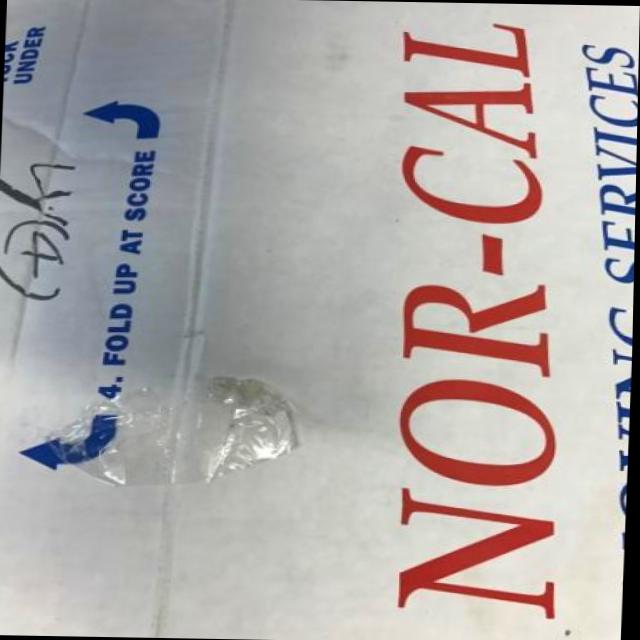 UNDER
4. FOLD UP AT SCORE
NOR-CAL
SERVICES